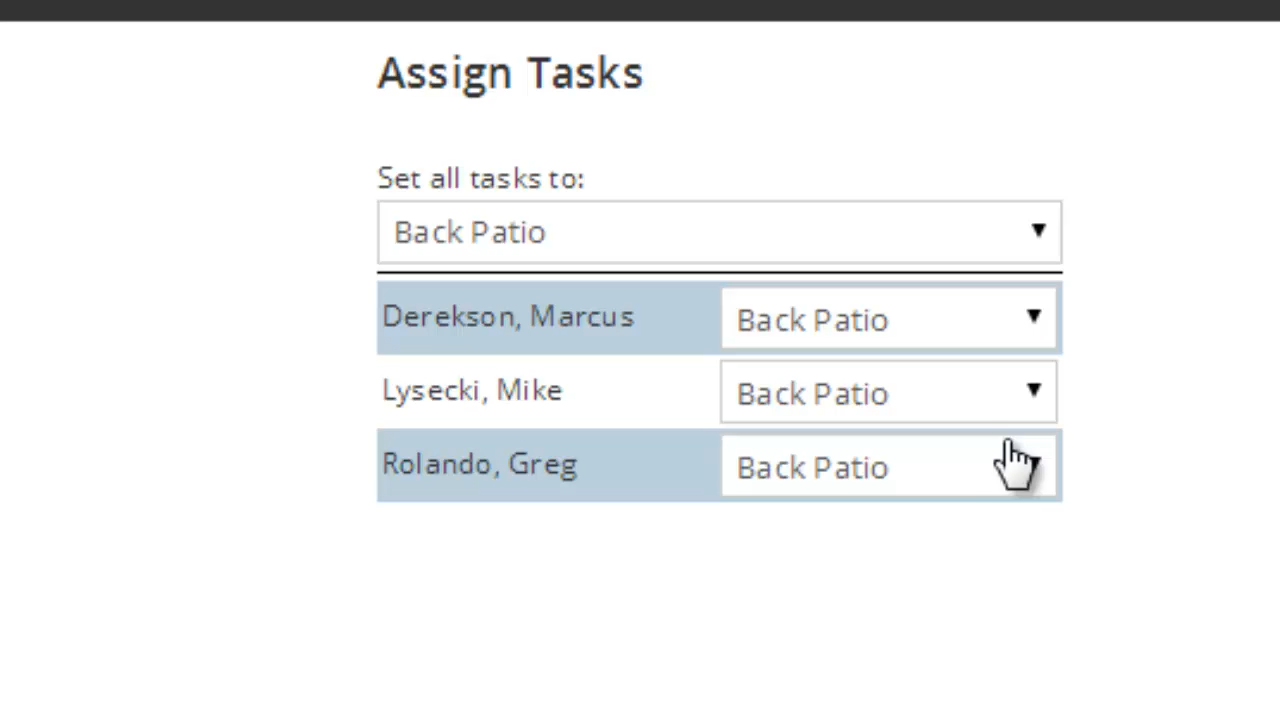 Assign Tasks
Set all tasks to:
Back Patio
Derekson, Marcus Back Patio
Lysecki, Mike Back Patio
Rolando, Greg Back Patio